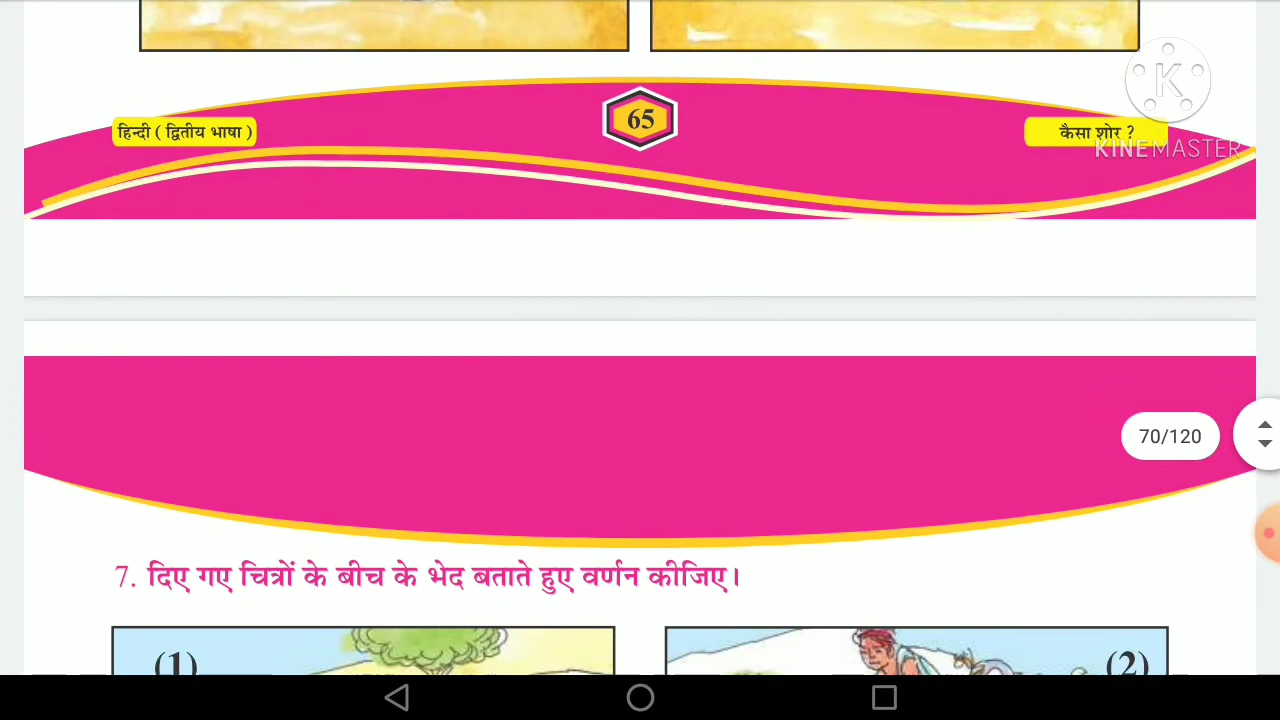 65
हिन्दी ( द्वितीय भाषा )
कैसा शोर ?
K
KINEMASTER
70/120
7. दिए गए चित्रों के बीच के भेद बताते हुए वर्णन कीजिए।
(1)
(2)